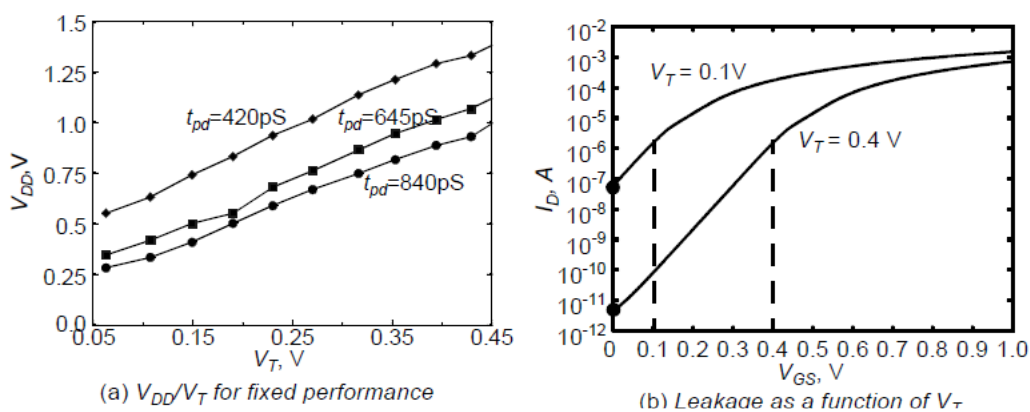 1.5
1.25
1.0
0.75
0.5
0.25
0.0
V_DD, V
t_pd=420pS
t_pd=645pS
t_pd=840pS
0.05 0.15 0.25 0.35 0.45
V_T, V
(a) V_DD/V_T for fixed performance
10^-2
10^-3
10^-4
10^-5
10^-6
10^-7
10^-8
10^-9
10^-10
10^-11
10^-12
I_D, A
V_T = 0.1V
V_T = 0.4 V
0 0.1 0.2 0.3 0.4 0.5 0.6 0.7 0.8 0.9 1.0
V_GS, V
(b) Leakage as a function of V_T